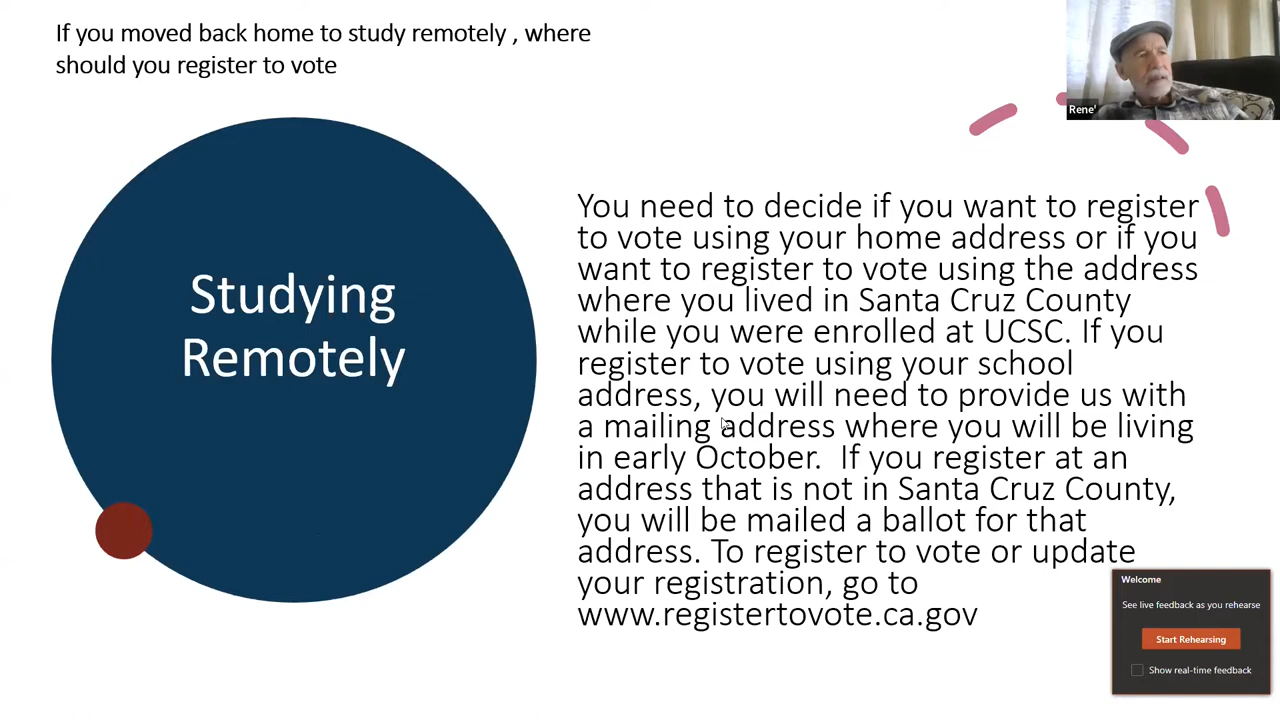 If you moved back home to study remotely , where
should you register to vote
Rene'
Studying
Remotely
You need to decide if you want to register
to vote using your home address or if you
want to register to vote using the address
where you lived in Santa Cruz County
while you were enrolled at UCSC. If you
register to vote using your school
address, you will need to provide us with
a mailing address where you will be living
in early October.  If you register at an
address that is not in Santa Cruz County,
you will be mailed a ballot for that
address. To register to vote or update
your registration, go to
www.registertovote.ca.gov
Welcome
See live feedback as you rehearse
Start Rehearsing
Show real-time feedback